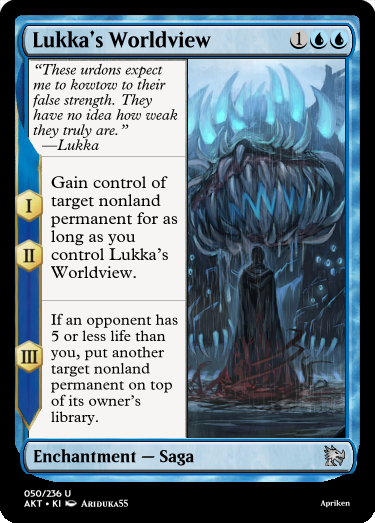 Lukka's Worldview
1
“These urdons expect
me to kowtow to their
false strength. They
have no idea how weak
they truly are.”
—Lukka
I
II
Gain control of
target nonland
permanent for as
long as you
control Lukka's
Worldview.
III
If an opponent has
5 or less life than
you, put another
target nonland
permanent on top
of its owner's
library.
Enchantment — Saga
050/236 U
AKT • KI Ariduka55
Apriken